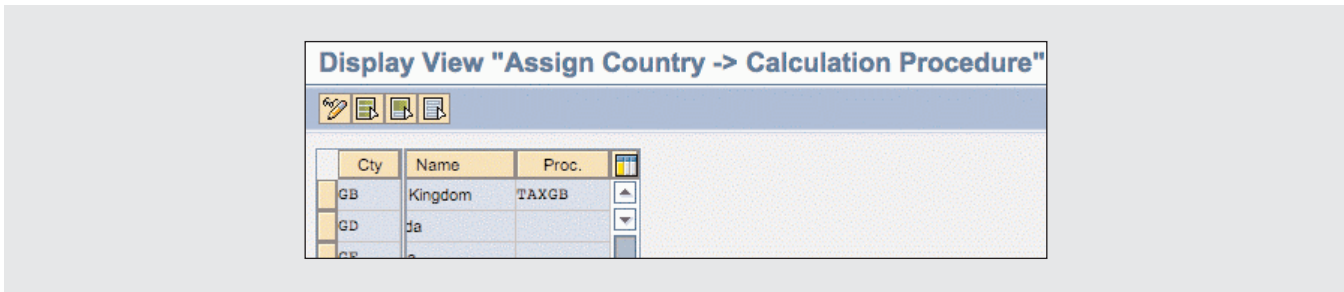 Display View "Assign Country -> Calculation Procedure"
Cty Name Proc.
GB Kingdom TAXGB
GD da